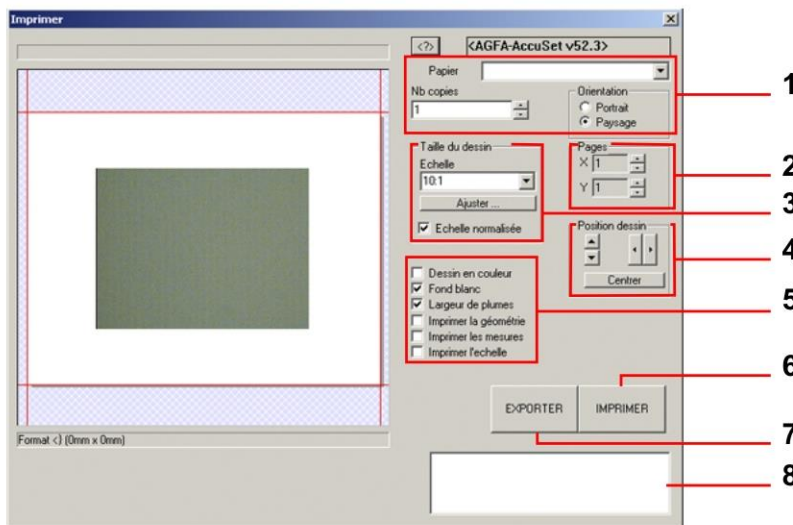 Imprimer
<?>
<AGFA-AccuSet v52.3>
Papier
Nb copies
1
Orientation
Portrait
Paysage
1
Taille du dessin
Echelle
10:1
Ajuster ...
Echelle normalisée
Pages
X 1
Y 1
2
3
Position dessin
Centrer
4
Dessin en couleur
Fond blanc
Largeur de plumes
Imprimer la géométrie
Imprimer les mesures
Imprimer l'echelle
5
6
EXPORTER
IMPRIMER
7
Format <) (0mm x 0mm)
8